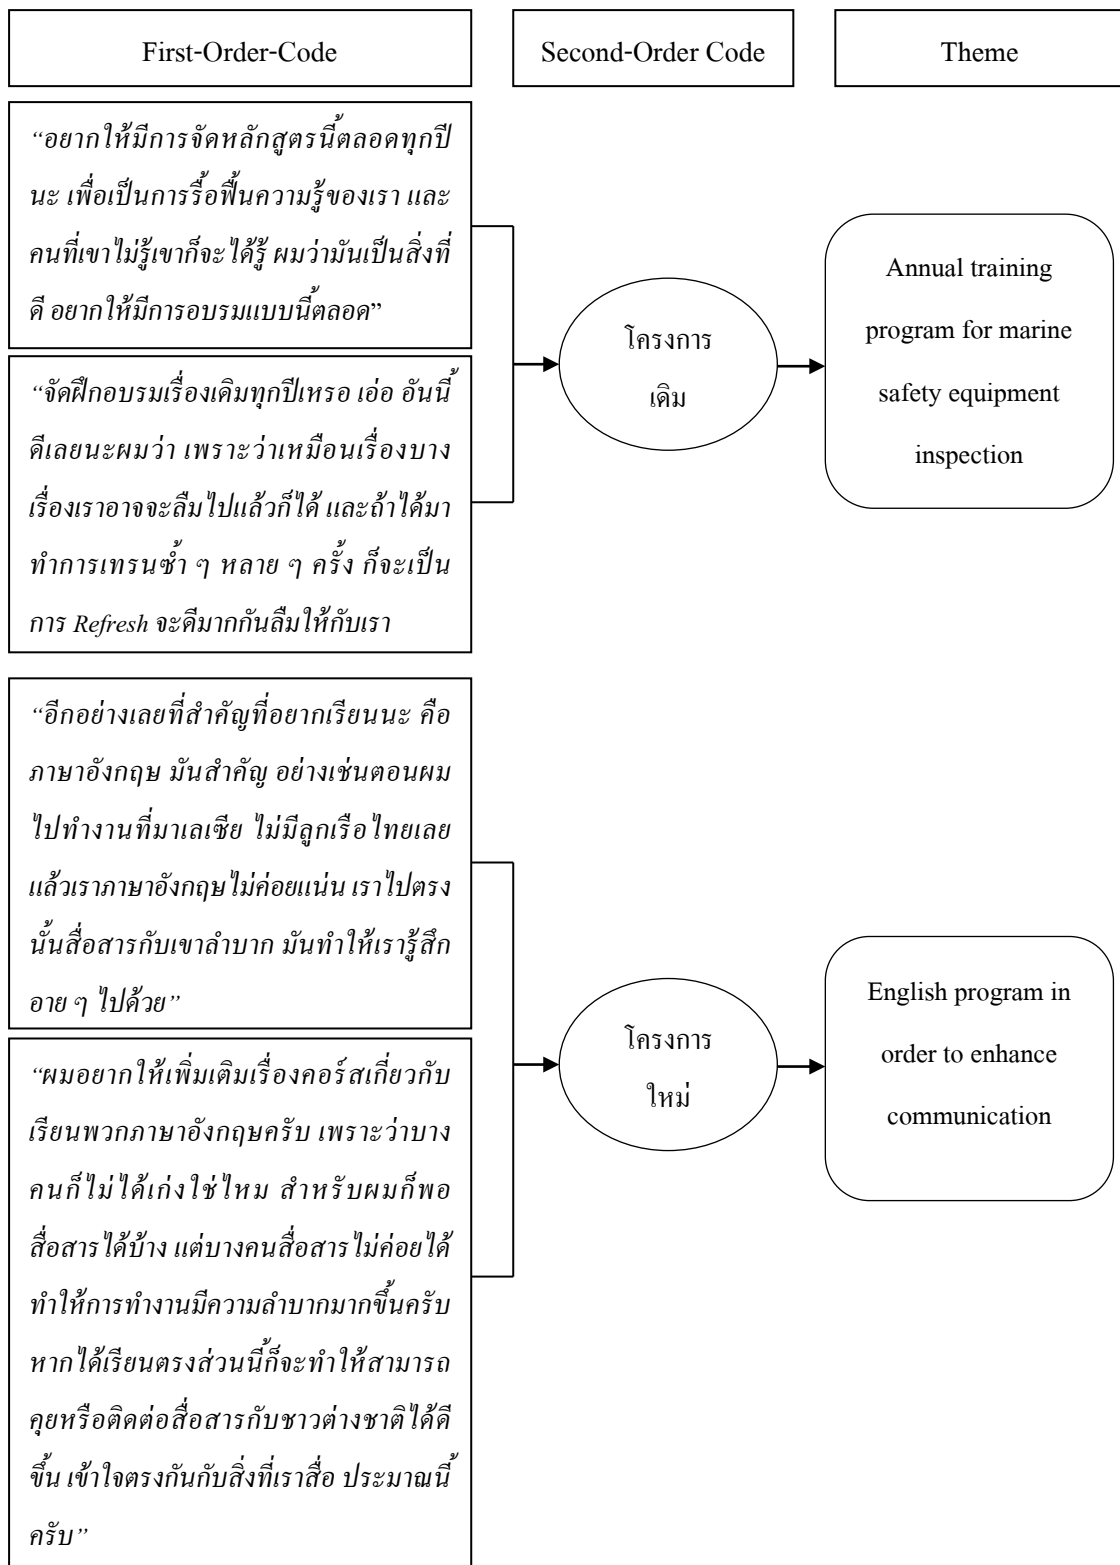 First-Order-Code
Second-Order Code
Theme
“อยากให้มีการจัดหลักสูตรนี้ตลอดทุกปี
นะ เพื่อเป็นการรื้อฟื้นความรู้ของเรา และ
คนที่เขาไม่รู้เขาก็จะได้รู้ ผมว่ามันเป็นสิ่งที่
ดี อยากให้มีการอบรมแบบนี้ตลอด”
“จัดฝึกอบรมเรื่องเดิมทุกปีเหรอ เอ่อ อันนี้
ดีเลยนะผมว่า เพราะว่าเหมือนเรื่องบาง
เรื่องเราอาจจะลืมไปแล้วก็ได้ และถ้าได้มา
ทำการเทรนซ้ำ ๆ หลาย ๆ ครั้ง ก็จะเป็น
การ Refresh จะดีมากกันลืมให้กับเรา
โครงการ
เดิม
Annual training
program for marine
safety equipment
inspection
“อีกอย่างเลยที่สำคัญที่อยากเรียนนะ คือ
ภาษาอังกฤษ มันสำคัญ อย่างเช่นตอนผม
ไปทำงานที่มาเลเซีย ไม่มีลูกเรือไทยเลย
แล้วเราภาษาอังกฤษไม่ค่อยแน่น เราไปตรง
นั้นสื่อสารกับเขาลำบาก มันทำให้เรารู้สึก
อาย ๆ ไปด้วย”
“ผมอยากให้เพิ่มเติมเรื่องคอร์สเกี่ยวกับ
เรียนพวกภาษาอังกฤษครับ เพราะว่าบาง
คนก็ไม่ได้เก่งใช่ไหม สำหรับผมก็พอ
สื่อสารได้บ้าง แต่บางคนสื่อสารไม่ค่อยได้
ทำให้การทำงานมีความลำบากมากขึ้นครับ
หากได้เรียนตรงส่วนนี้ก็จะทำให้สามารถ
คุยหรือติดต่อสื่อสารกับชาวต่างชาติได้ดี
ขึ้น เข้าใจตรงกันกับสิ่งที่เราสื่อ ประมาณนี้
ครับ”
โครงการ
ใหม่
English program in
order to enhance
communication